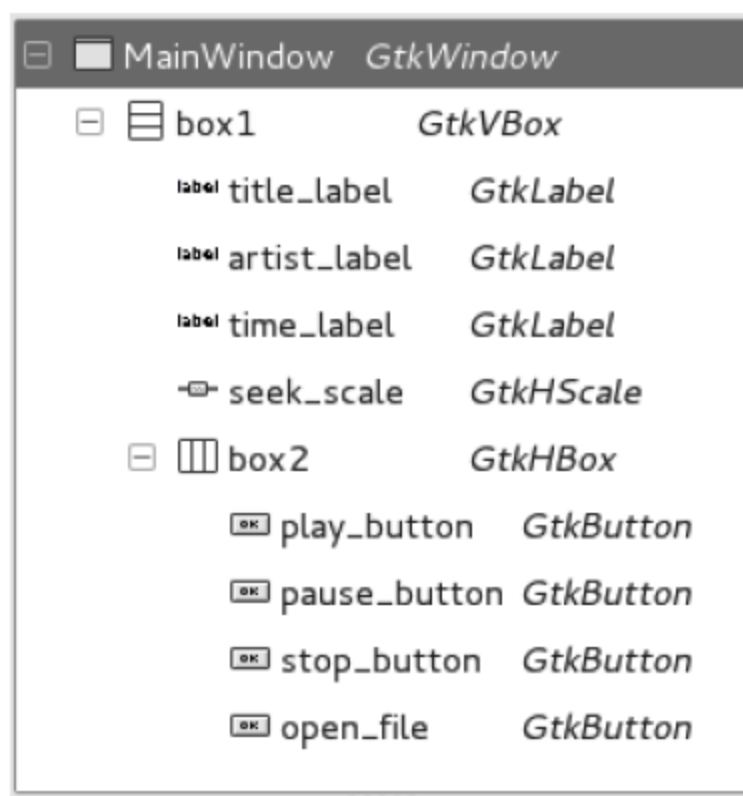 MainWindow GtkWindow
box1 GtkVBox
label title_label GtkLabel
label artist_label GtkLabel
label time_label GtkLabel
seek_scale GtkHScale
box2 GtkHBox
OK play_button GtkButton
OK pause_button GtkButton
OK stop_button GtkButton
OK open_file GtkButton